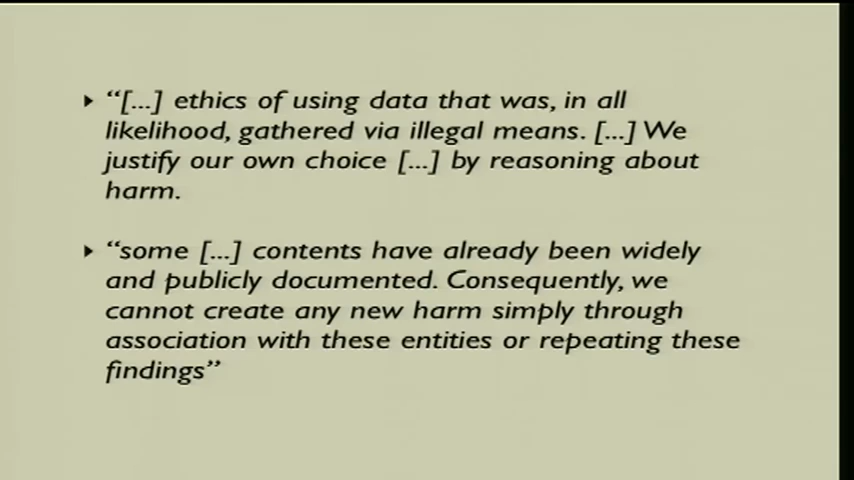 “[...] ethics of using data that was, in all
likelihood, gathered via illegal means. [...] We
justify our own choice [...] by reasoning about
harm.
“some [...] contents have already been widely
and publicly documented. Consequently, we
cannot create any new harm simply through
association with these entities or repeating these
findings”